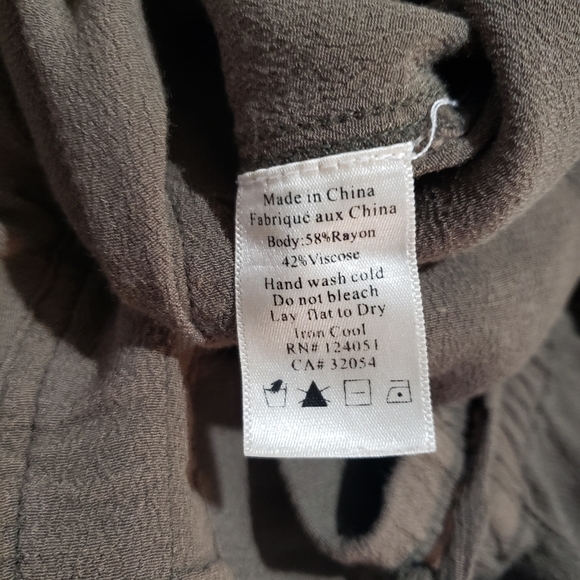 Made in China
Fabrique aux China
Body:58%Rayon
42%Viscose
Hand wash cold
Do not bleach
Lay flat to Dry
Iron Cool
RN# 124051
CA# 32054